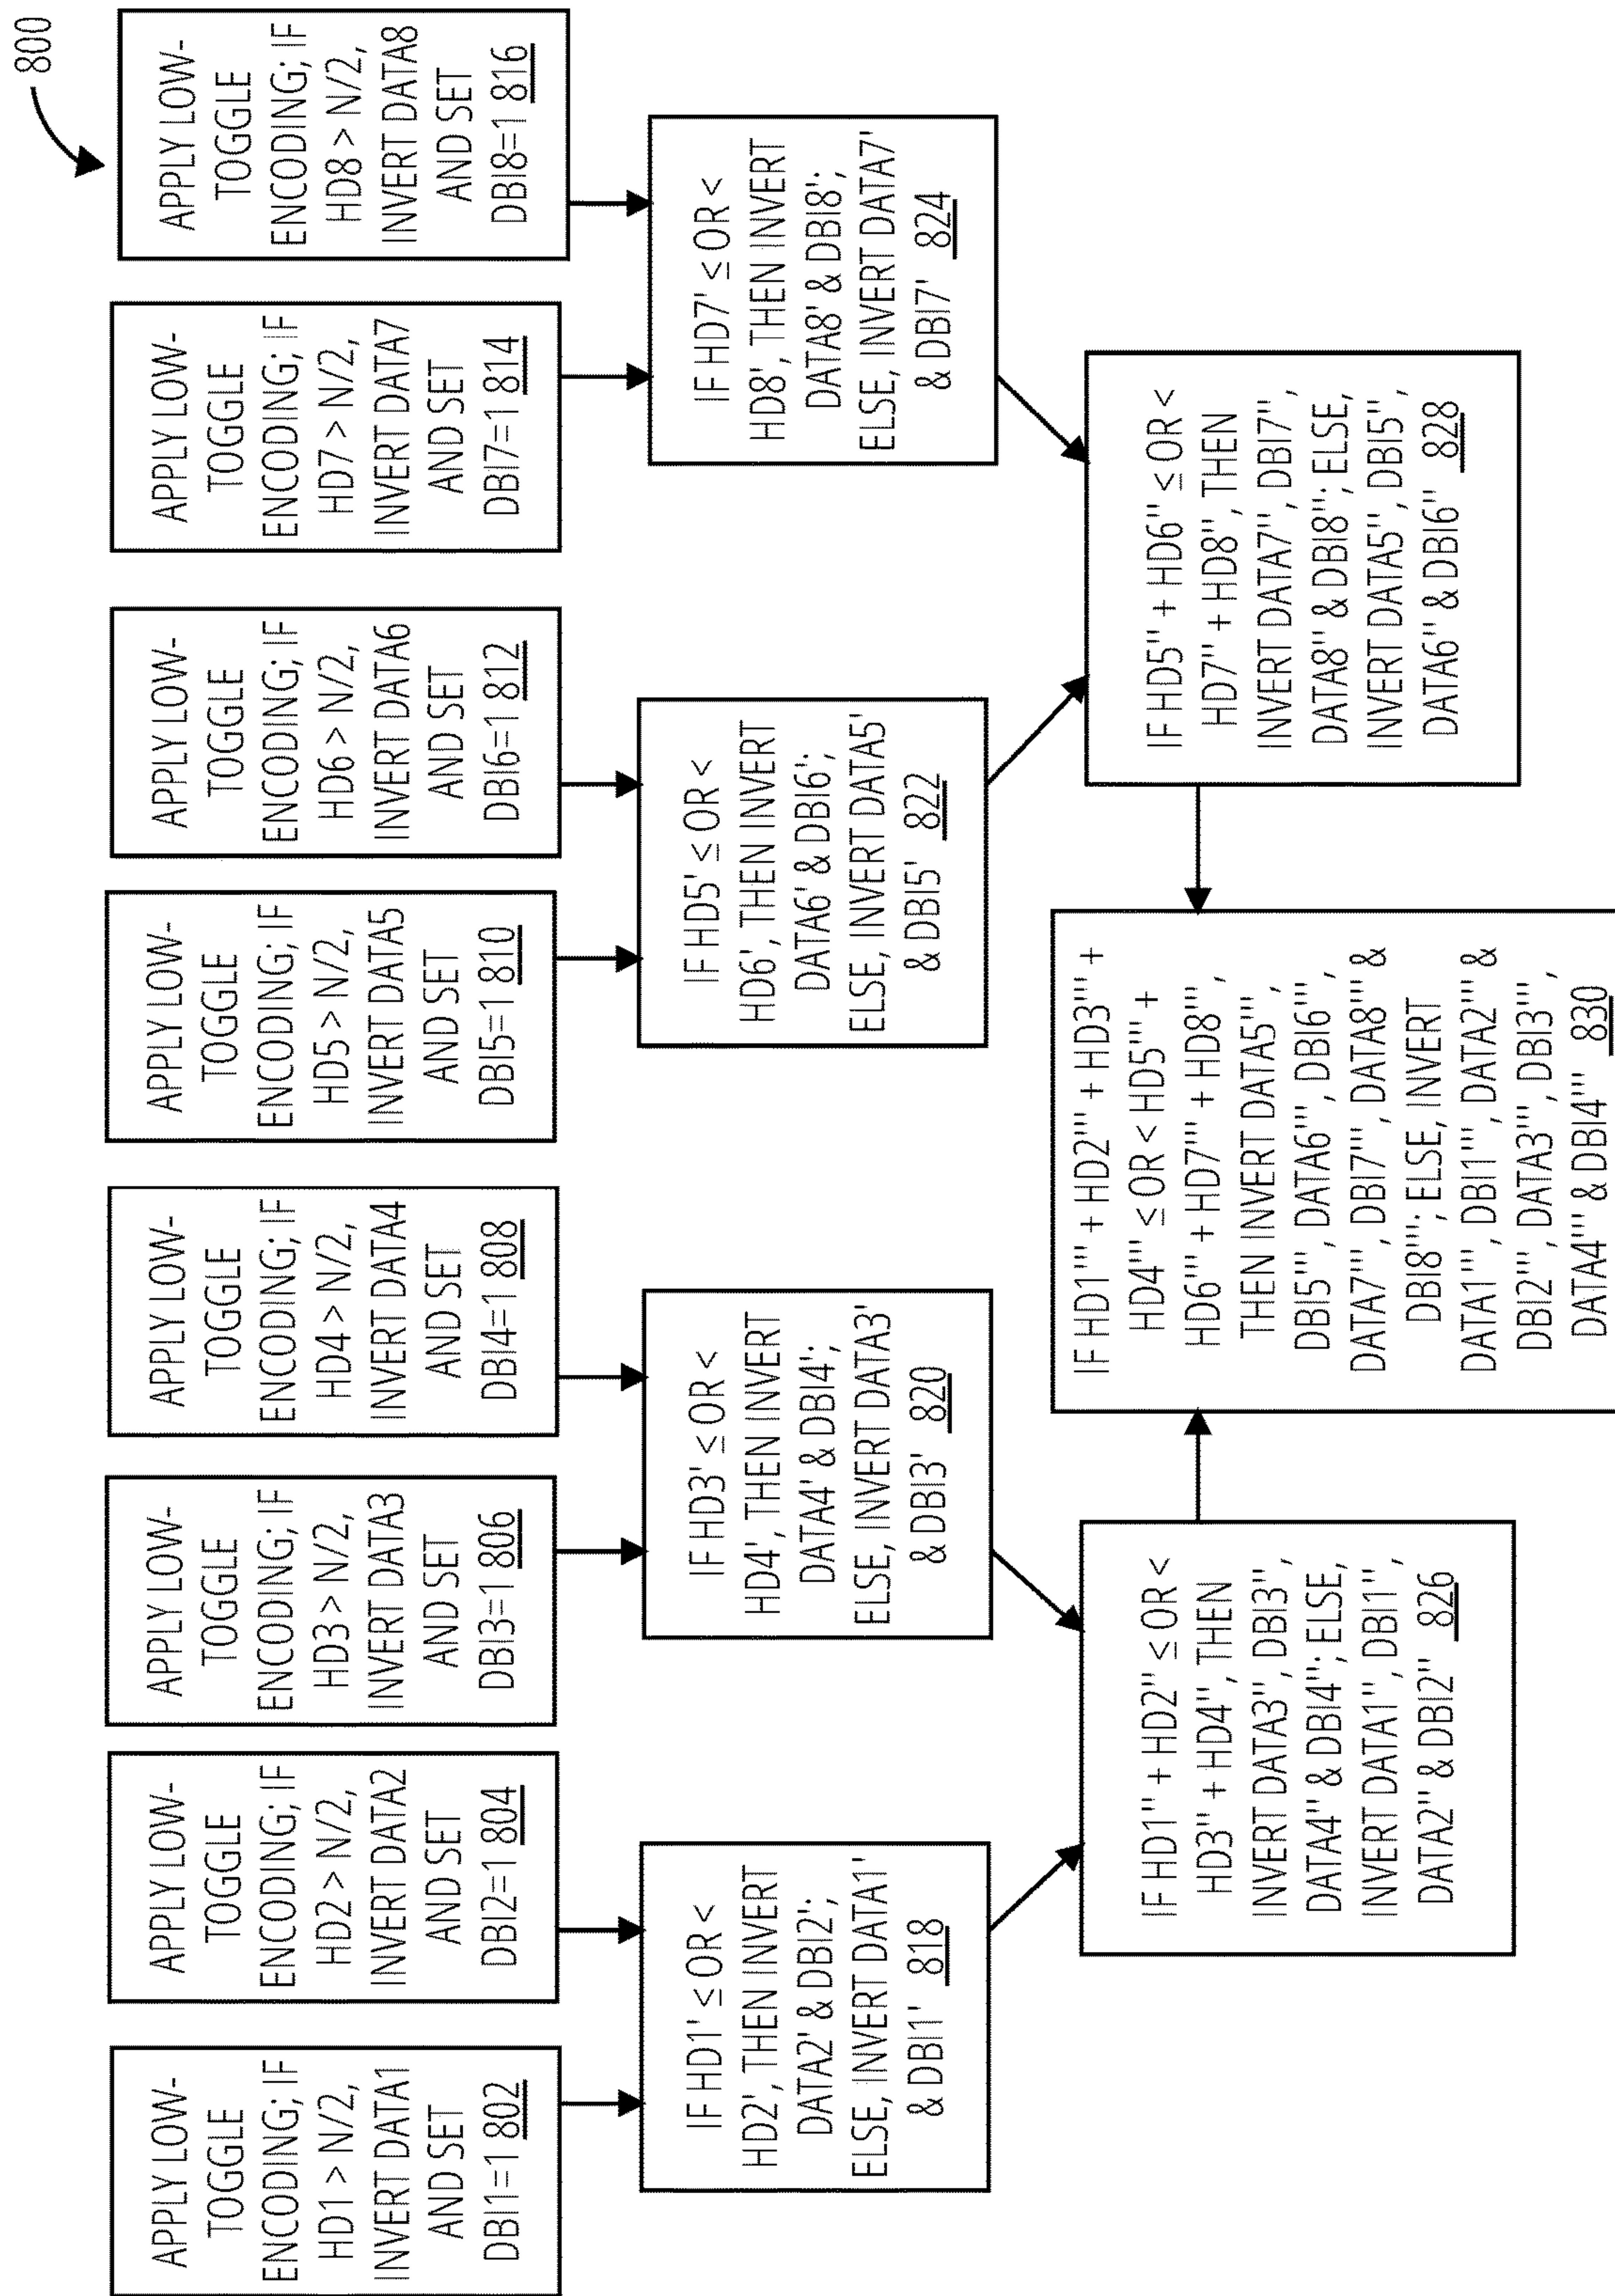 800
APPLY LOW-
TOGGLE
ENCODING; IF
HD1 > N/2,
INVERT DATA1
AND SET
DBI1=1 802
APPLY LOW-
TOGGLE
ENCODING; IF
HD2 > N/2,
INVERT DATA2
AND SET
DBI2=1 804
APPLY LOW-
TOGGLE
ENCODING; IF
HD3 > N/2,
INVERT DATA3
AND SET
DBI3=1 806
APPLY LOW-
TOGGLE
ENCODING; IF
HD4 > N/2,
INVERT DATA4
AND SET
DBI4=1 808
APPLY LOW-
TOGGLE
ENCODING; IF
HD5 > N/2,
INVERT DATA5
AND SET
DBI5=1 810
APPLY LOW-
TOGGLE
ENCODING; IF
HD6 > N/2,
INVERT DATA6
AND SET
DBI6=1 812
APPLY LOW-
TOGGLE
ENCODING; IF
HD7 > N/2,
INVERT DATA7
AND SET
DBI7=1 814
APPLY LOW-
TOGGLE
ENCODING; IF
HD8 > N/2,
INVERT DATA8
AND SET
DBI8=1 816
IF HD1' ≤ OR <
HD2', THEN INVERT
DATA2' & DBI2';
ELSE, INVERT DATA1'
& DBI1' 818
IF HD3' ≤ OR <
HD4', THEN INVERT
DATA4' & DBI4';
ELSE, INVERT DATA3'
& DBI3' 820
IF HD5' ≤ OR <
HD6', THEN INVERT
DATA6' & DBI6';
ELSE, INVERT DATA5'
& DBI5' 822
IF HD7' ≤ OR <
HD8', THEN INVERT
DATA8' & DBI8';
ELSE, INVERT DATA7'
& DBI7' 824
IF HD1'' + HD2'' ≤ OR <
HD3'' + HD4'', THEN
INVERT DATA3'', DBI3'',
DATA4'' & DBI4''; ELSE,
INVERT DATA1'', DBI1'',
DATA2'' & DBI2'' 826
IF HD5'' + HD6'' ≤ OR <
HD7'' + HD8'', THEN
INVERT DATA7'', DBI7'',
DATA8'' & DBI8''; ELSE,
INVERT DATA5'', DBI5'',
DATA6'' & DBI6'' 828
IF HD1''' + HD2''' + HD3''' +
HD4''' ≤ OR < HD5''' +
HD6''' + HD7''' + HD8''',
THEN INVERT DATA5''',
DBI5''', DATA6''', DBI6''',
DATA7''', DBI7''', DATA8''' &
DBI8'''; ELSE, INVERT
DATA1''', DBI1''', DATA2''' &
DBI2''', DATA3''', DBI3''',
DATA4''' & DBI4''' 830